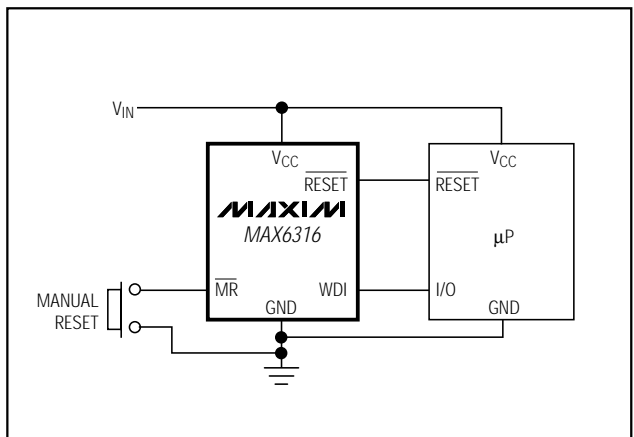 VIN
VCC
VCC
RESET
RESET
MAXIM
MAX6316
µP
MANUAL
RESET
MR
WDI
I/O
GND
GND